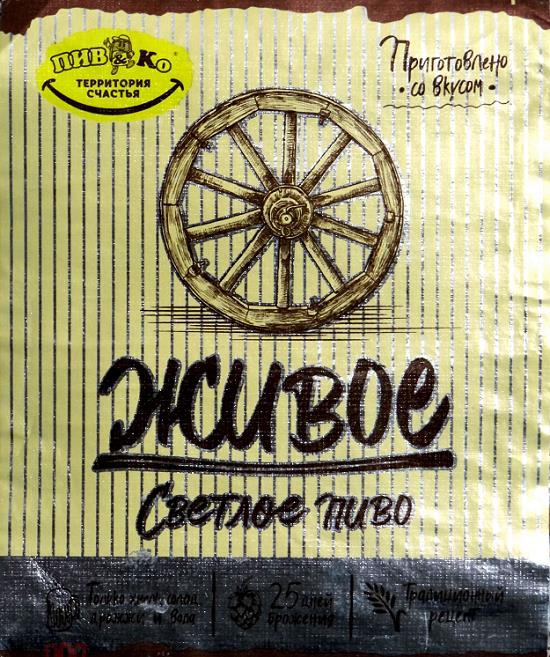 ПИВ&Ко
ТЕРРИТОРИЯ
СЧАСТЬЯ
Приготовлено
• со вкусом •
Живое
Светлое пиво
Только хмель, солод,
дрожжи и вода
25 дней
брожения
Традиционный
рецепт